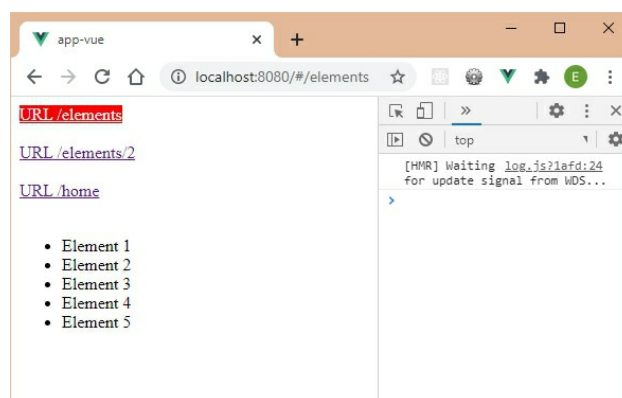 app-vue
localhost:8080/#/elements
E
URL /elements
URL /elements/2
URL /home
Element 1
Element 2
Element 3
Element 4
Element 5
top
[HMR] Waiting log.js?1afd:24
for update signal from WDS...